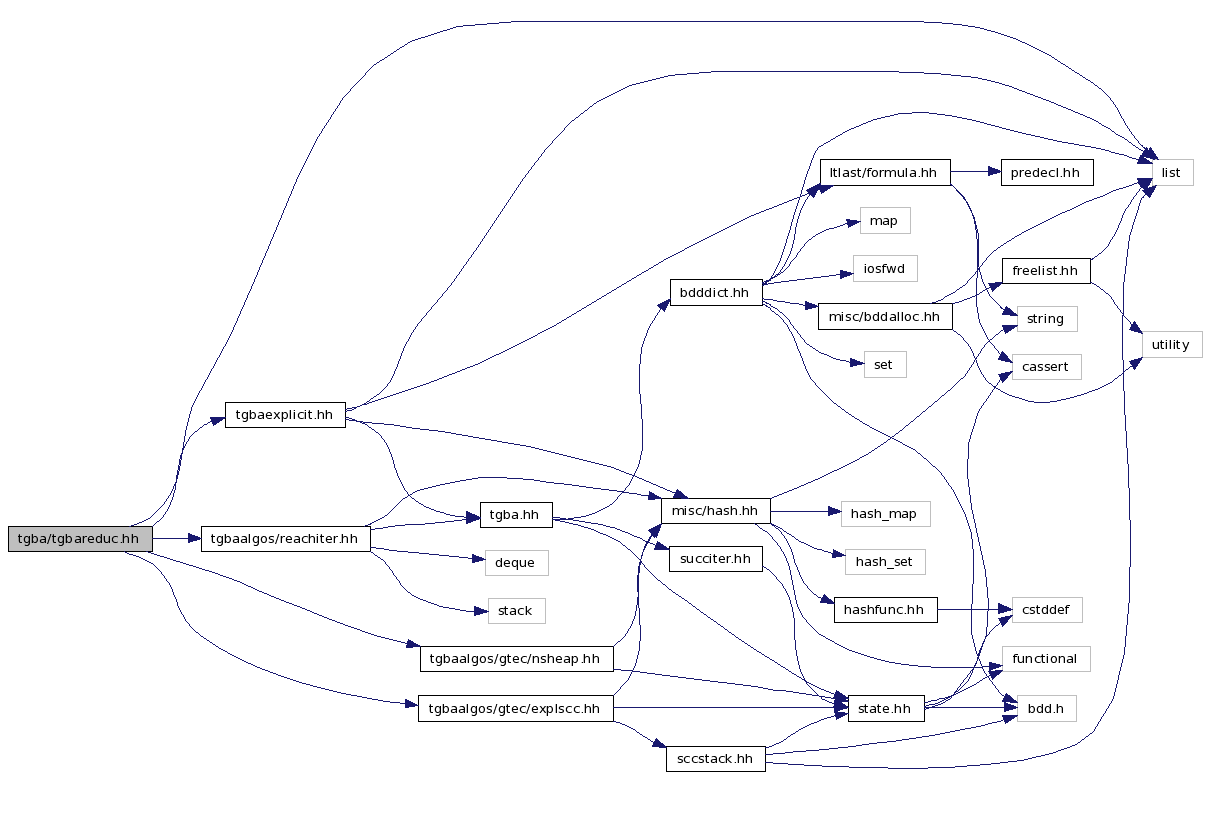 list
ltlast/formula.hh
predecl.hh
map
iosfwd
freelist.hh
bdddict.hh
misc/bddalloc.hh
string
utility
set
cassert
tgbaexplicit.hh
misc/hash.hh
hash_map
tgba.hh
tgba/tgbareduc.hh
tgbaalgos/reachiter.hh
succiter.hh
hash_set
deque
stack
hashfunc.hh
cstddef
tgbaalgos/gtec/nsheap.hh
functional
tgbaalgos/gtec/explscc.hh
state.hh
bdd.h
sccstack.hh